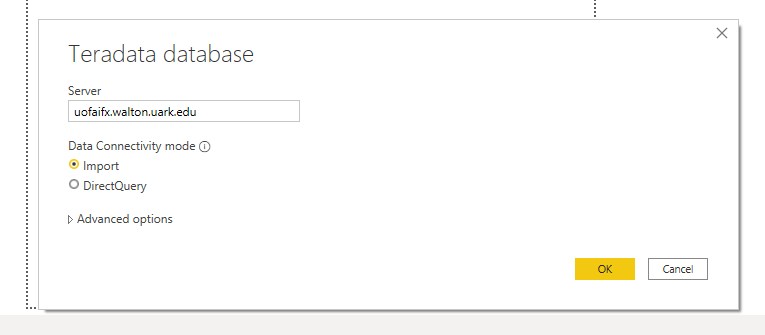 Teradata database
Server
uofaifx.walton.uark.edu
Data Connectivity mode
Import
DirectQuery
Advanced options
OK
Cancel